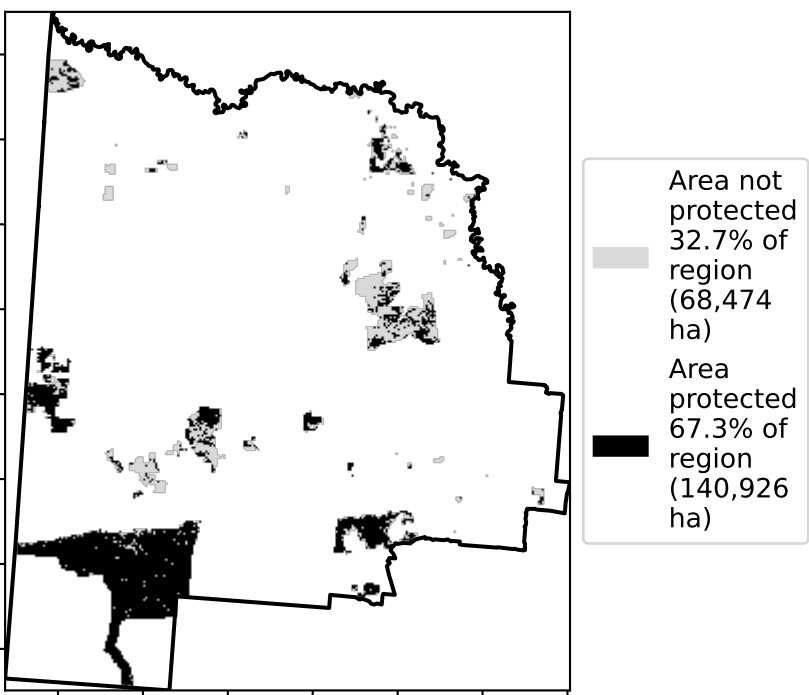 Area not
protected
32.7% of
region
(68,474
ha)
Area
protected
67.3% of
region
(140,926
ha)